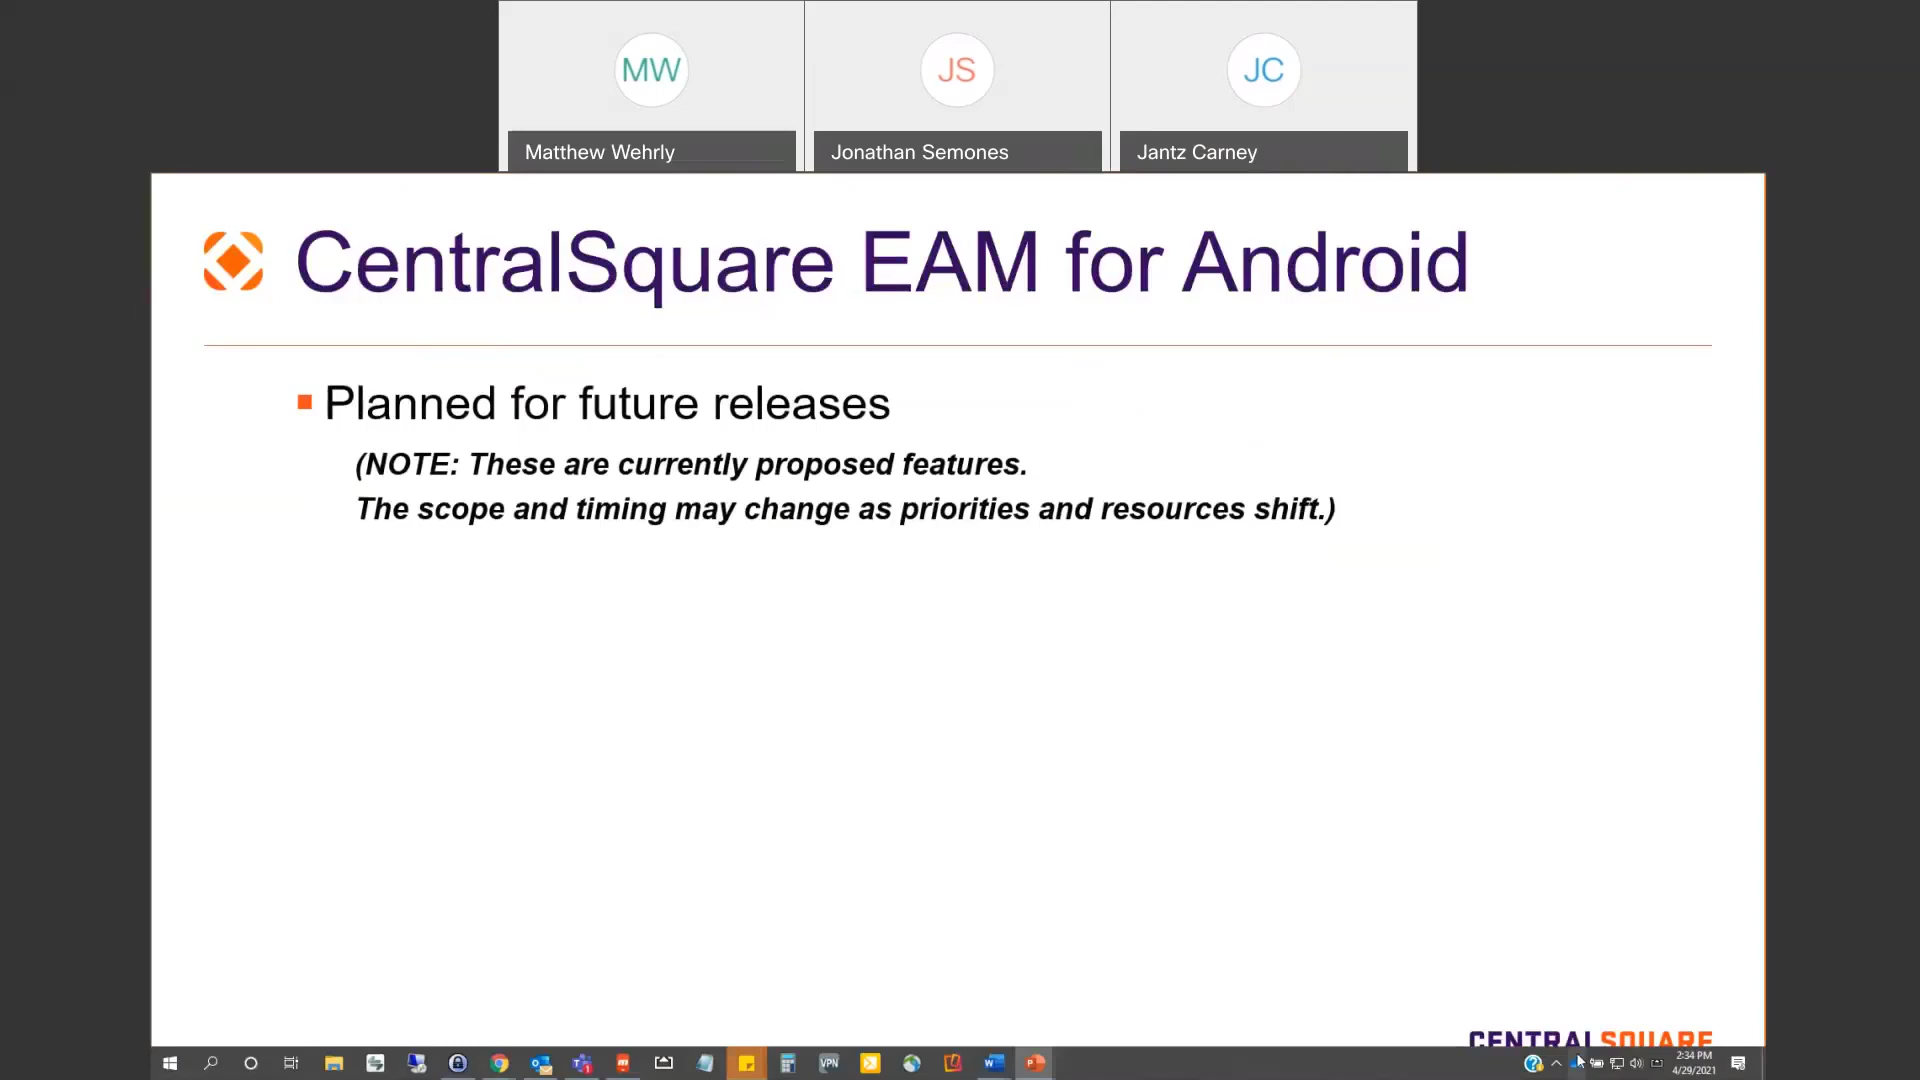 MW
JS
JC
Matthew Wehrly
Jonathan Semones
Jantz Carney
CentralSquare EAM for Android
Planned for future releases
(NOTE: These are currently proposed features.
The scope and timing may change as priorities and resources shift.)
CENTRALSQUARE
VPN
2:34 PM
4/29/2021